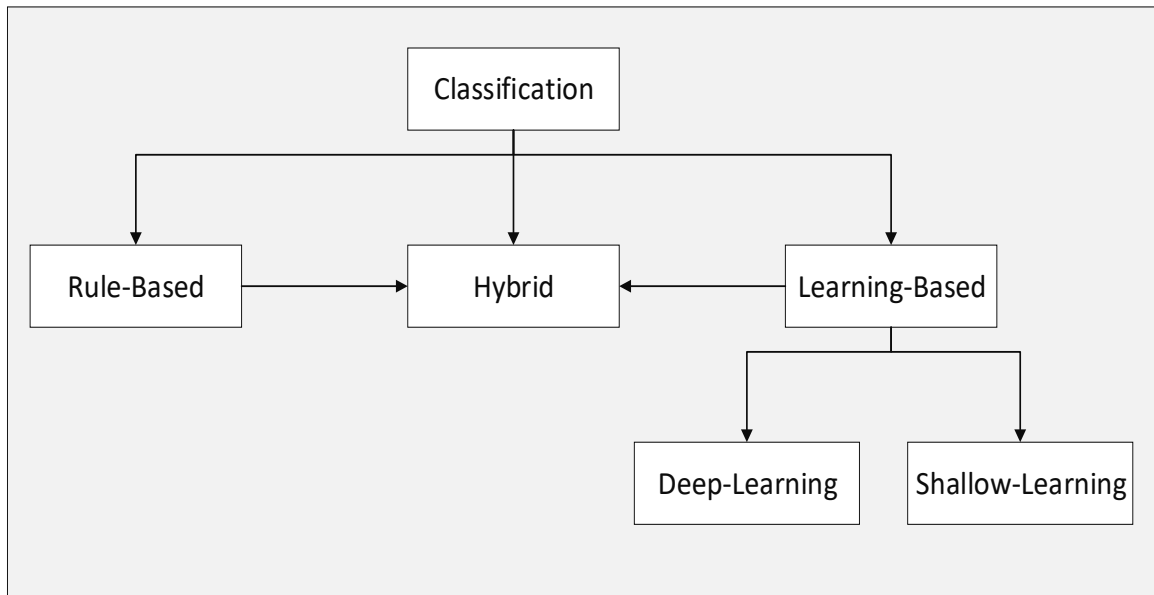 Classification
Rule-Based
Hybrid
Learning-Based
Deep-Learning
Shallow-Learning